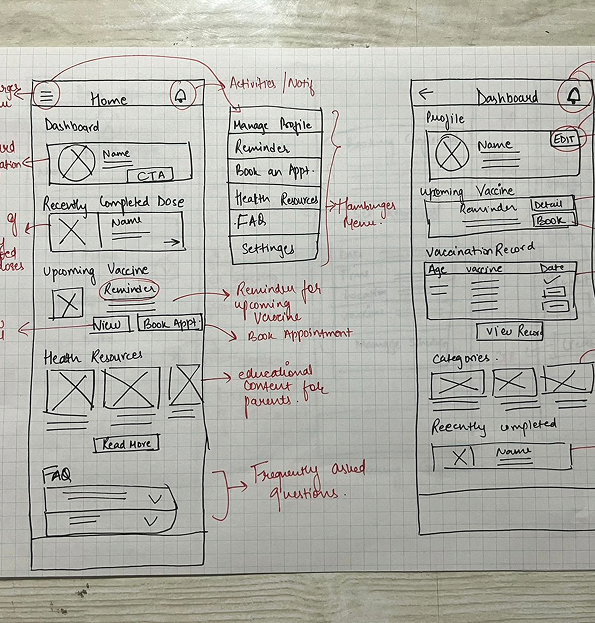 Home
Activities / Notif
Dashboard
Name
CTA
Recently Completed Dose
Name
Upcoming Vaccine
Reminder
View
Book Appt.
Health Resources
Read More
FAQ
Manage Profile
Reminder
Book an Appt.
Health Resources
FAQ
Settings
Hambunger
Menu.
Reminder for
upcoming
Vaccine
Book Appointment
educational
content for
parents.
Frequently asked
questions.
Dashboard
Profile
Name
EDIT
Upcoming Vaccine
Reminder
Detail
Book
Vaccination Record
Age vaccine Date
View Record
Categories.
Reecntly completed
Name